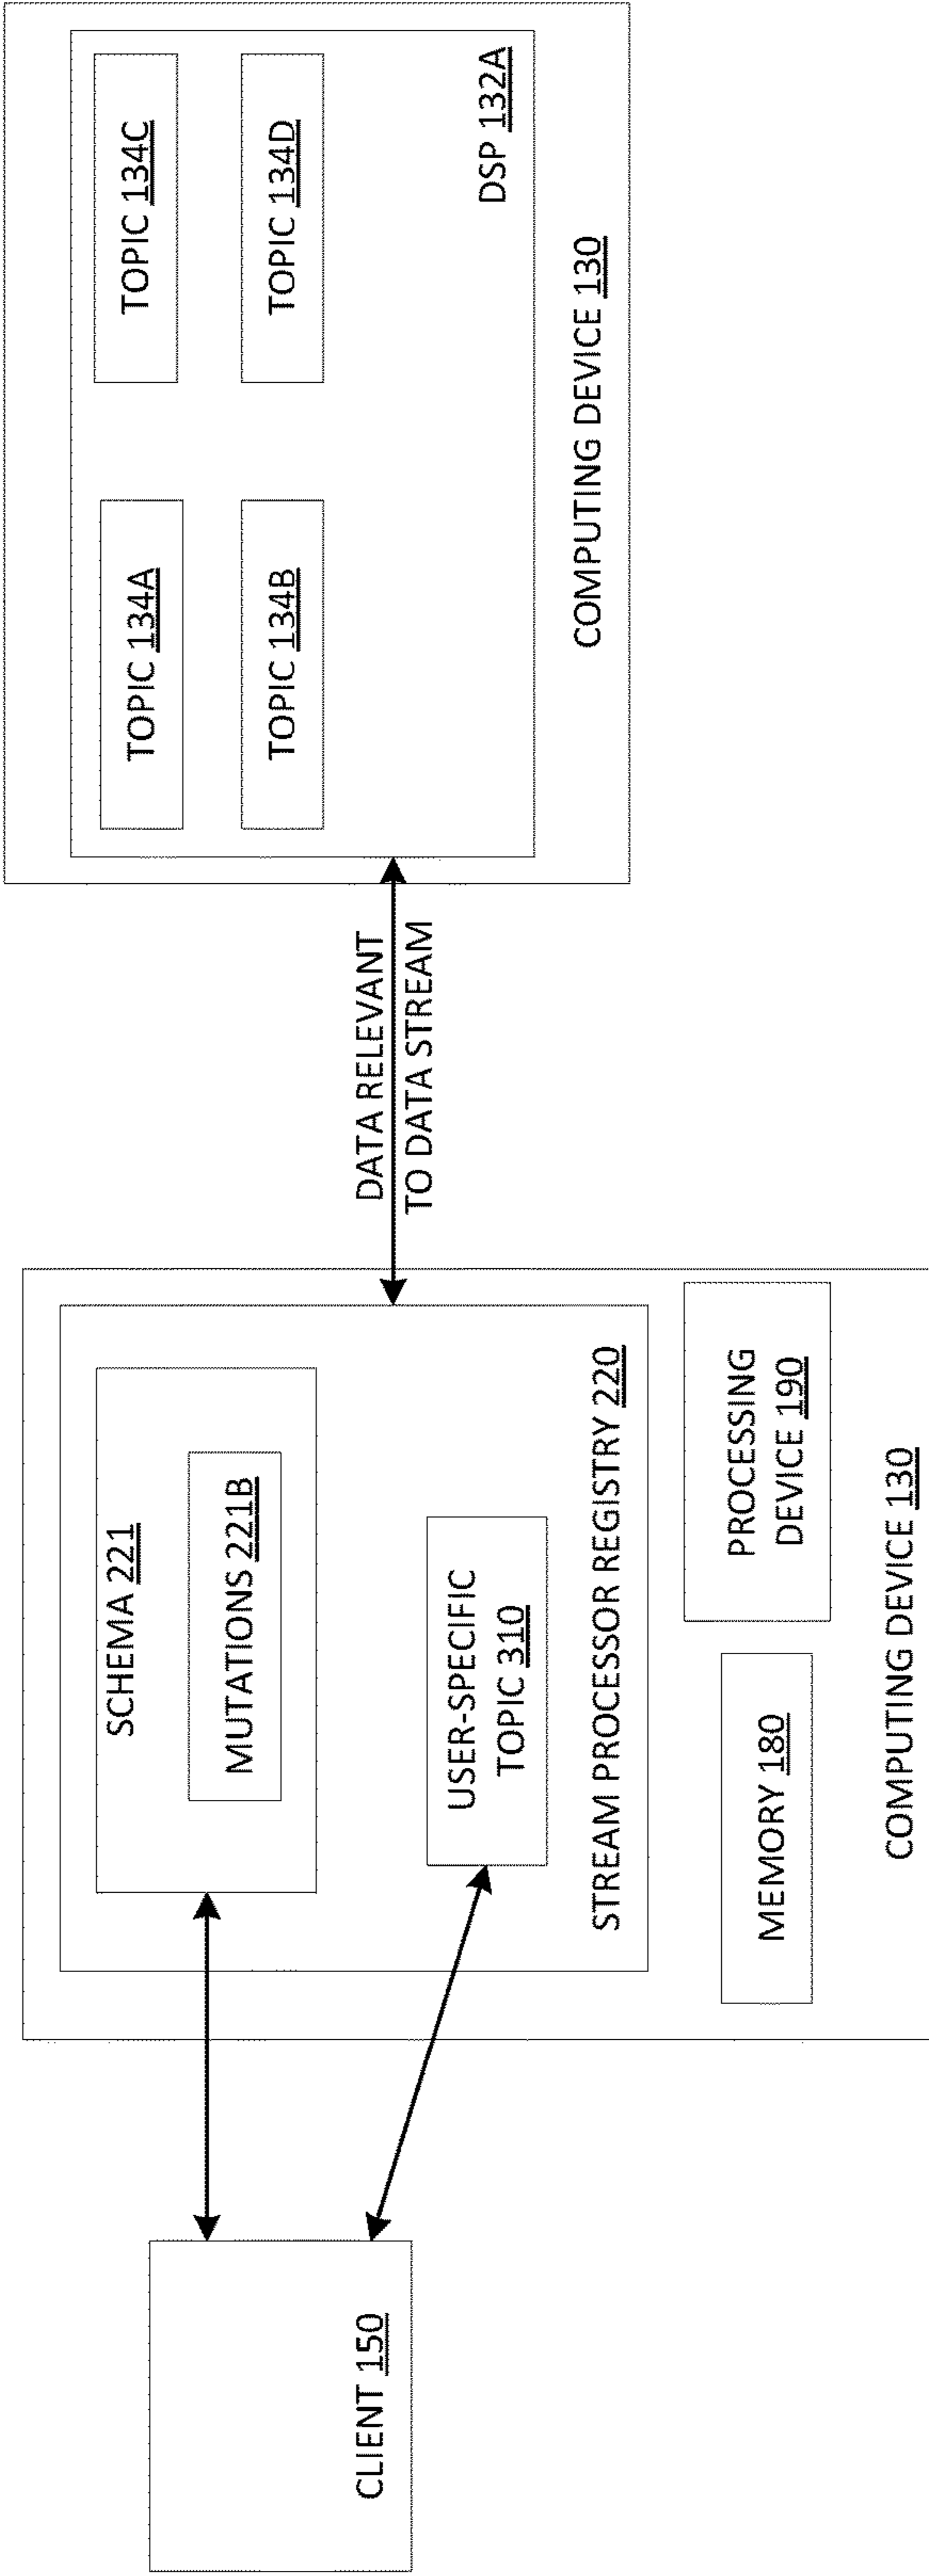 CLIENT 150
SCHEMA 221
MUTATIONS 221B
USER-SPECIFIC
TOPIC 310
STREAM PROCESSOR REGISTRY 220
MEMORY 180
PROCESSING
DEVICE 190
COMPUTING DEVICE 130
DATA RELEVANT
TO DATA STREAM
TOPIC 134A
TOPIC 134C
TOPIC 134B
TOPIC 134D
DSP 132A
COMPUTING DEVICE 130